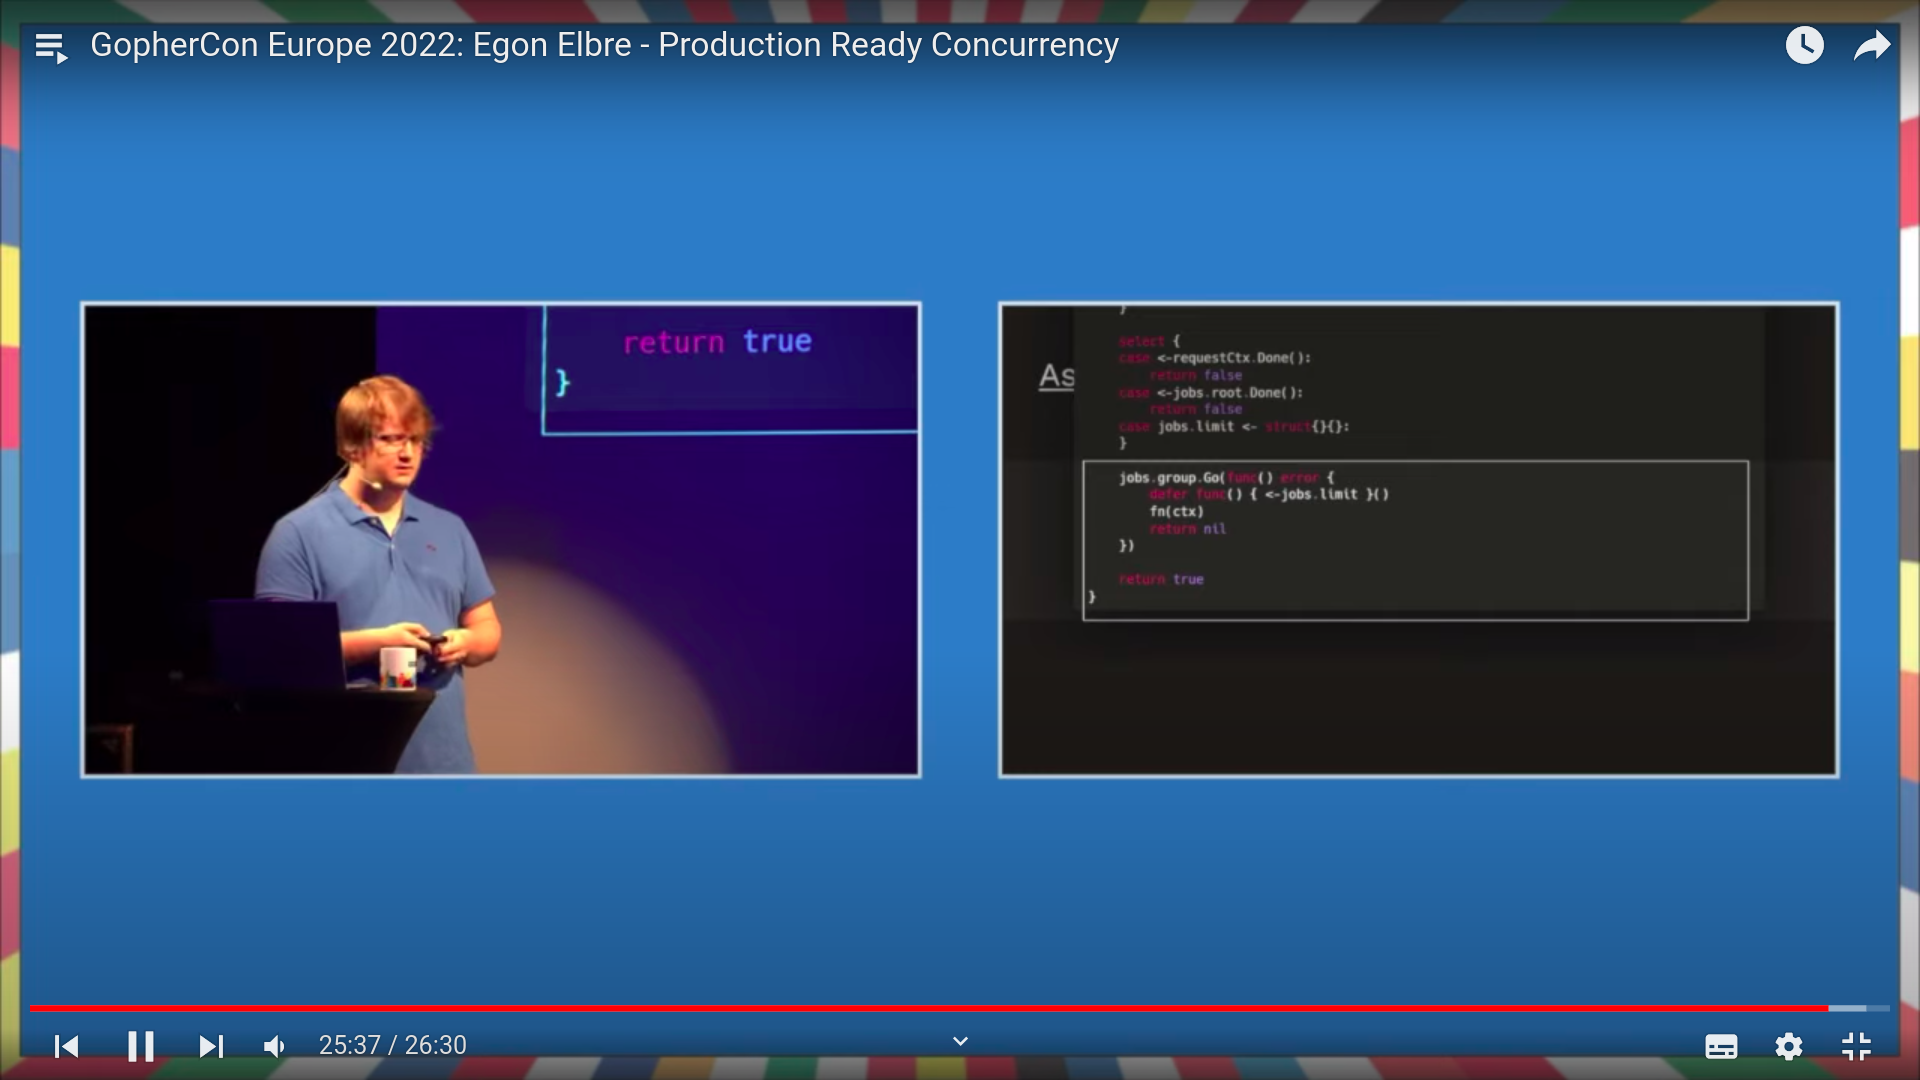 GopherCon Europe 2022: Egon Elbre - Production Ready Concurrency
return true
}
As
}
select {
case <-requestCtx.Done():
return false
case <-jobs.root.Done():
return false
case jobs.limit <- struct{}{}:
}
jobs.group.Go(func() error {
defer func() { <-jobs.limit }()
fn(ctx)
return nil
})
return true
}
25:37 / 26:30